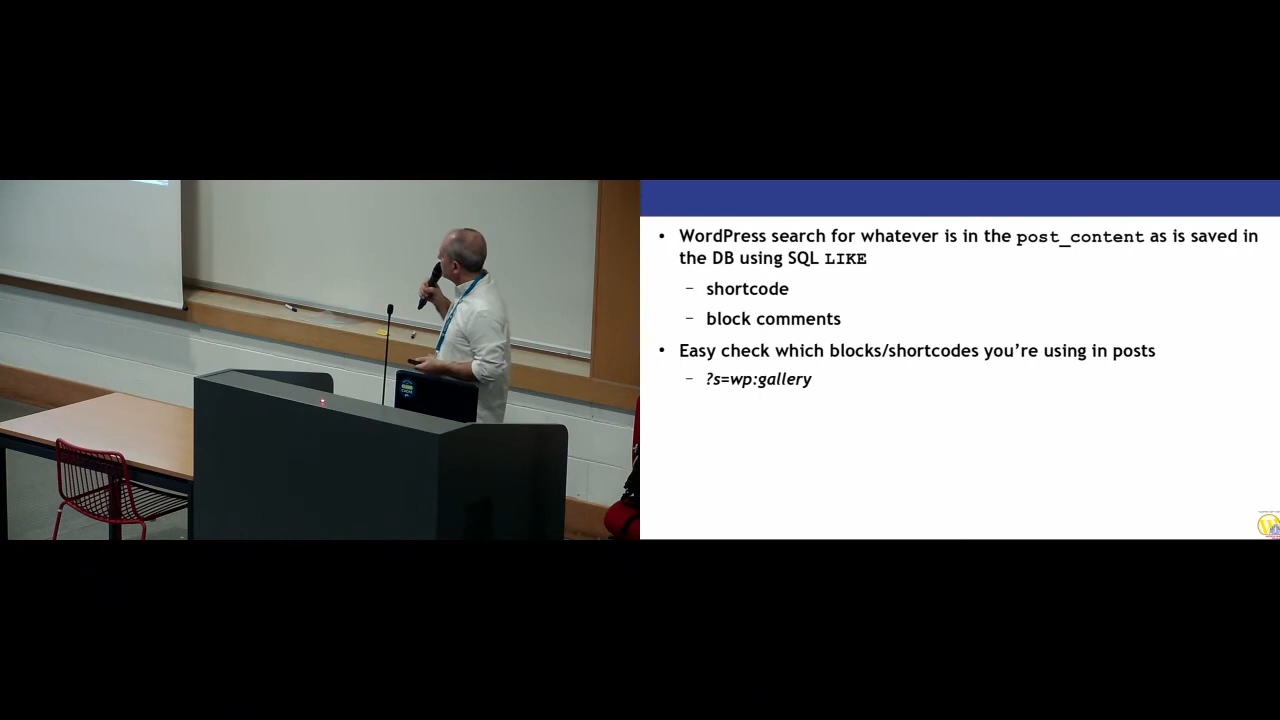 • WordPress search for whatever is in the post_content as is saved in
the DB using SQL LIKE
– shortcode
– block comments
• Easy check which blocks/shortcodes you're using in posts
– ?s=wp:gallery